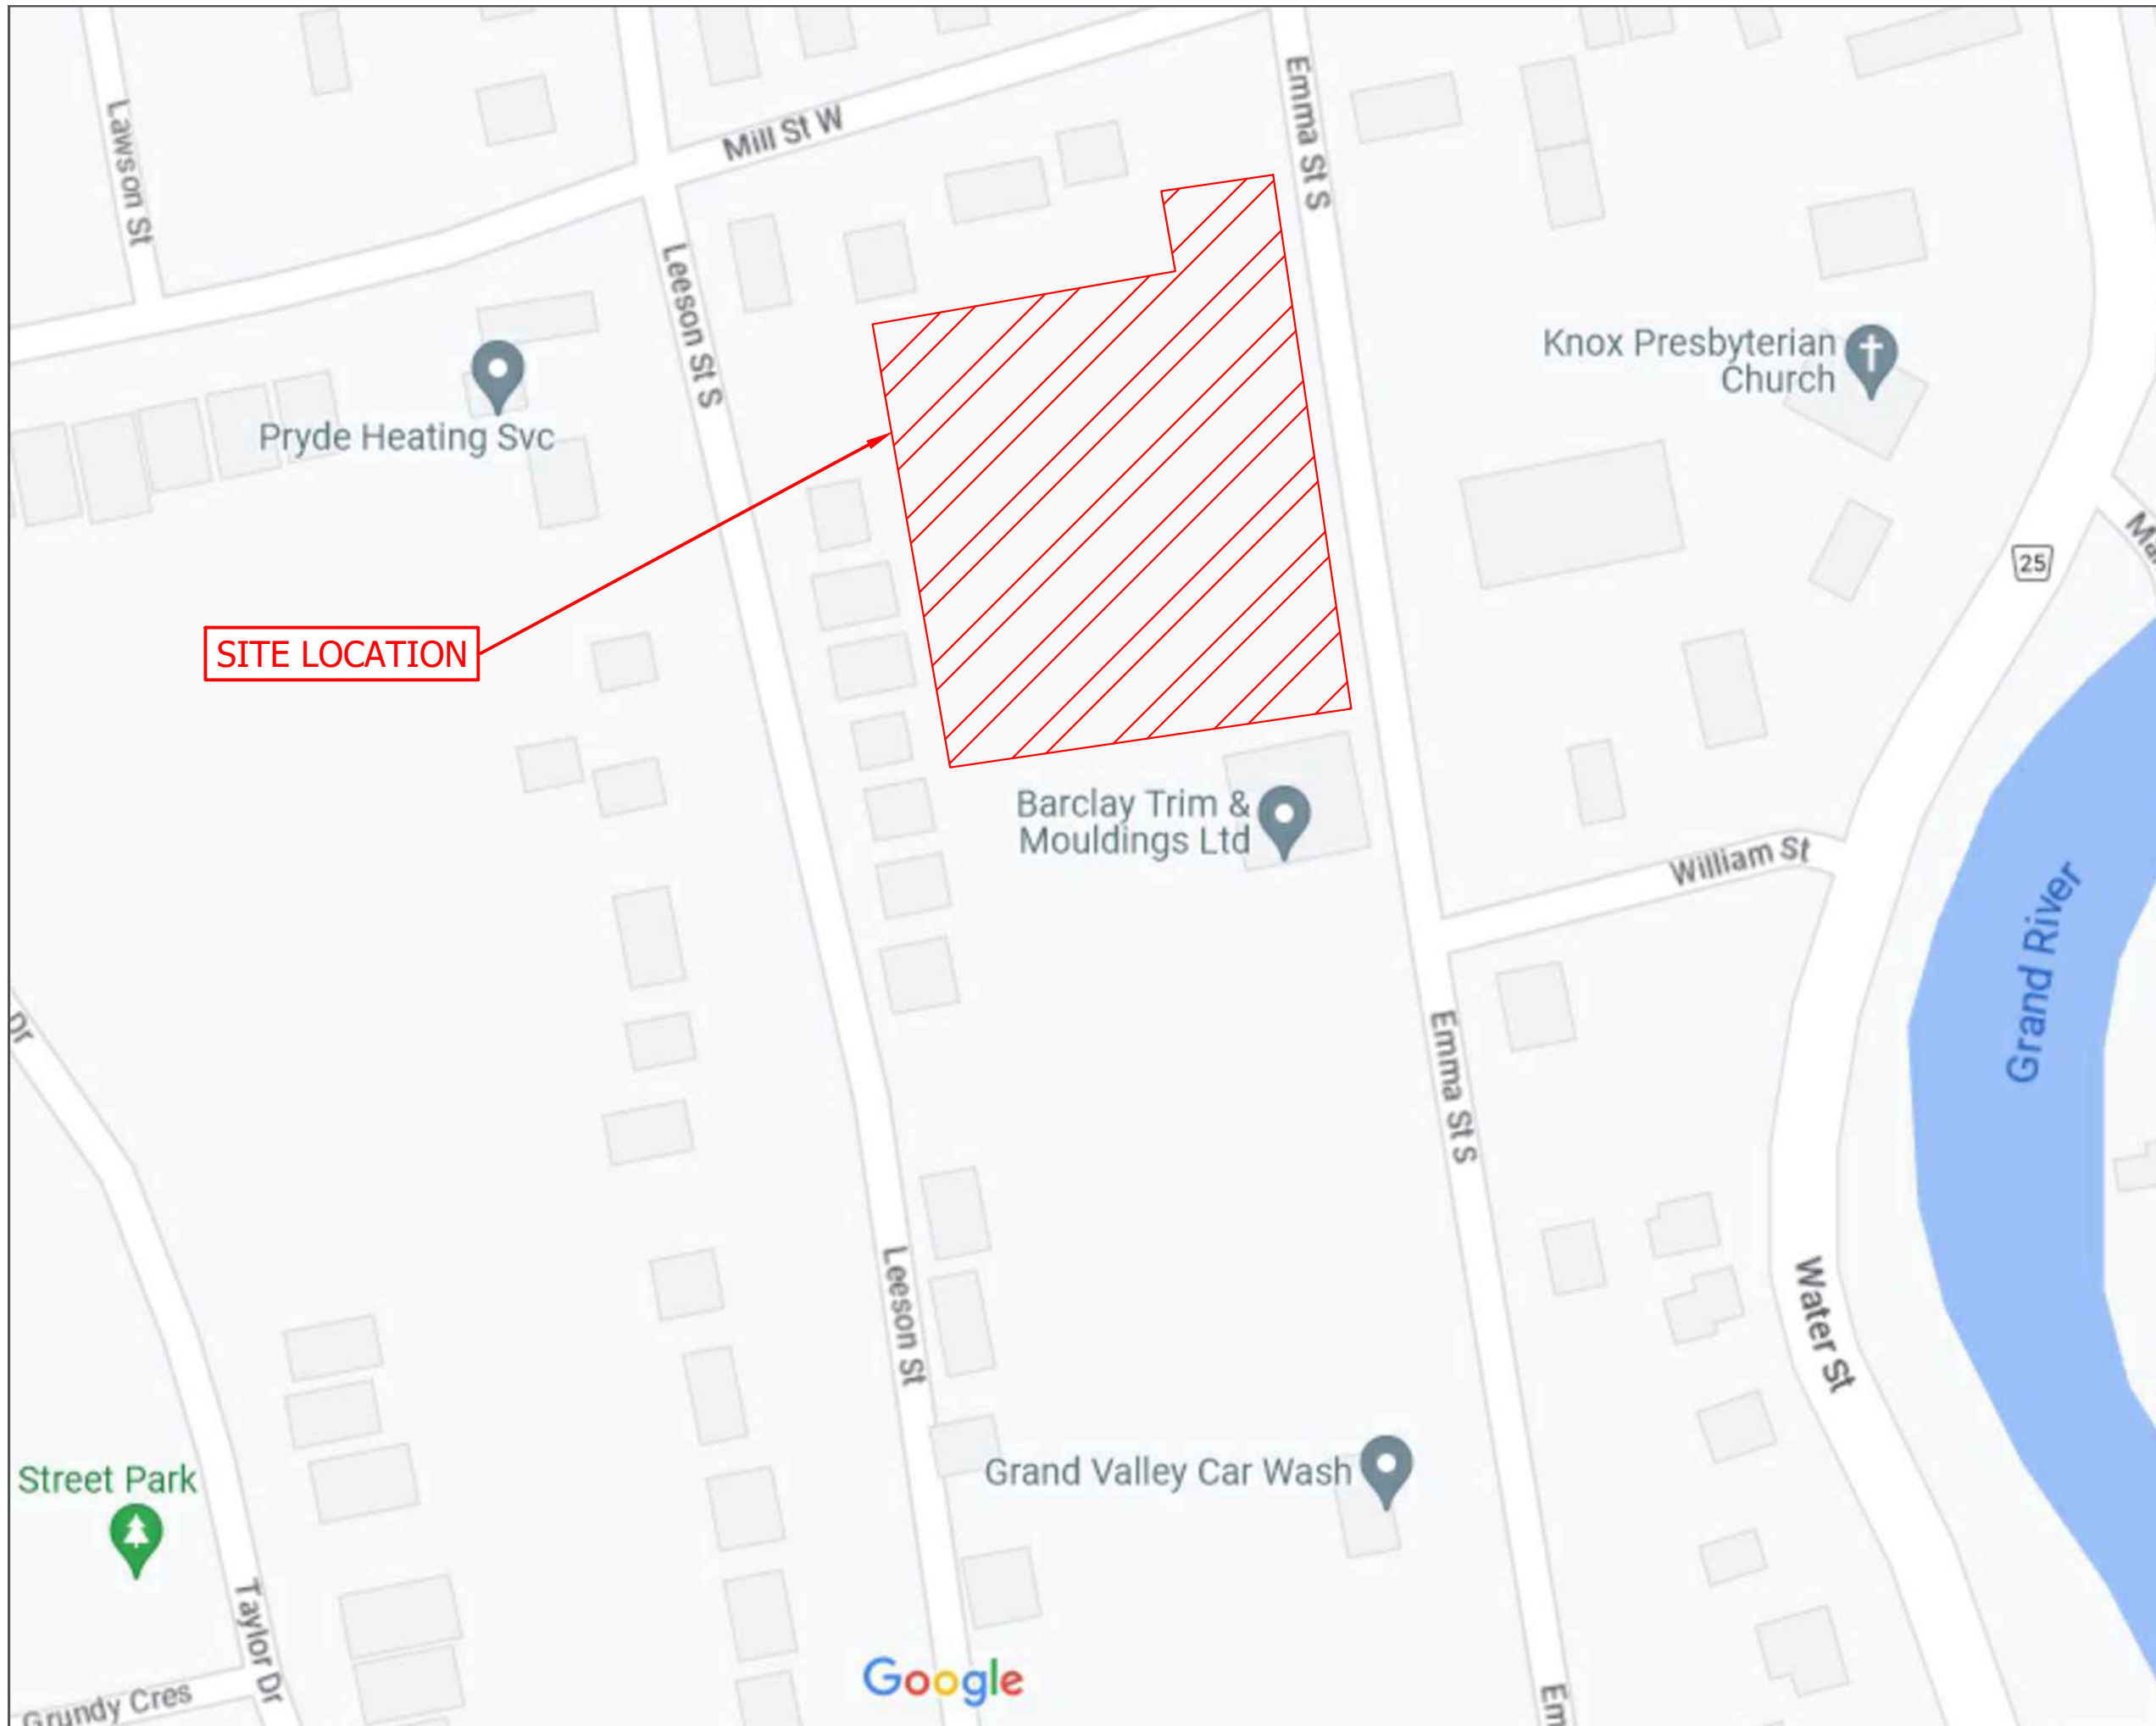 Lawson St
Mill St W
Emma St S
Leeson St S
Knox Presbyterian
Church
Pryde Heating Svc
25
SITE LOCATION
Barclay Trim &
Mouldings Ltd
William St
Grand River
Dr
Emma St S
Leeson St
Water St
Street Park
Grand Valley Car Wash
Taylor Dr
Google
Grundy Cres